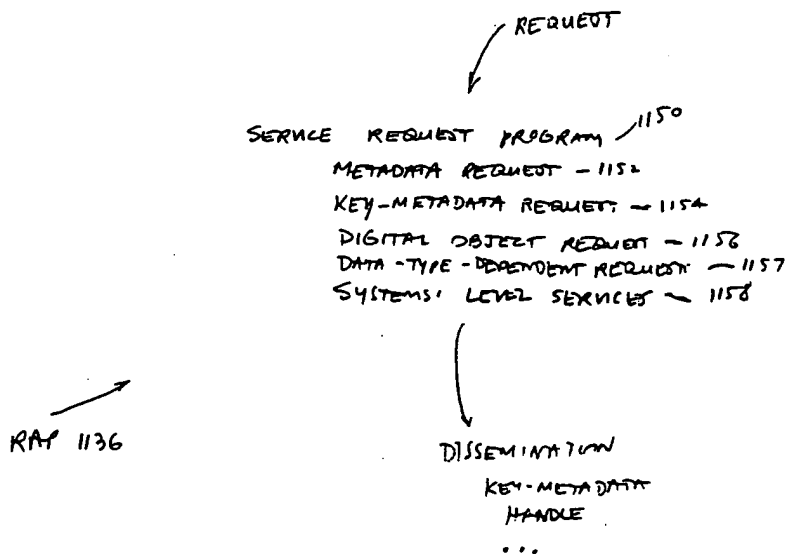 REQUEST
SERVICE REQUEST PROGRAM 1150
METADATA REQUEST - 1152
KEY-METADATA REQUEST - 1154
DIGITAL OBJECT REQUEST - 1156
DATA-TYPE-DEPENDENT REQUEST - 1157
SYSTEMS LEVEL SERVICES - 1158
RAP 1136
DISSEMINATION
KEY-METADATA
HANDLE
...